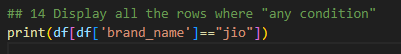 ## 14 Display all the rows where "any condition"
print(df[df['brand_name']=="jio"])